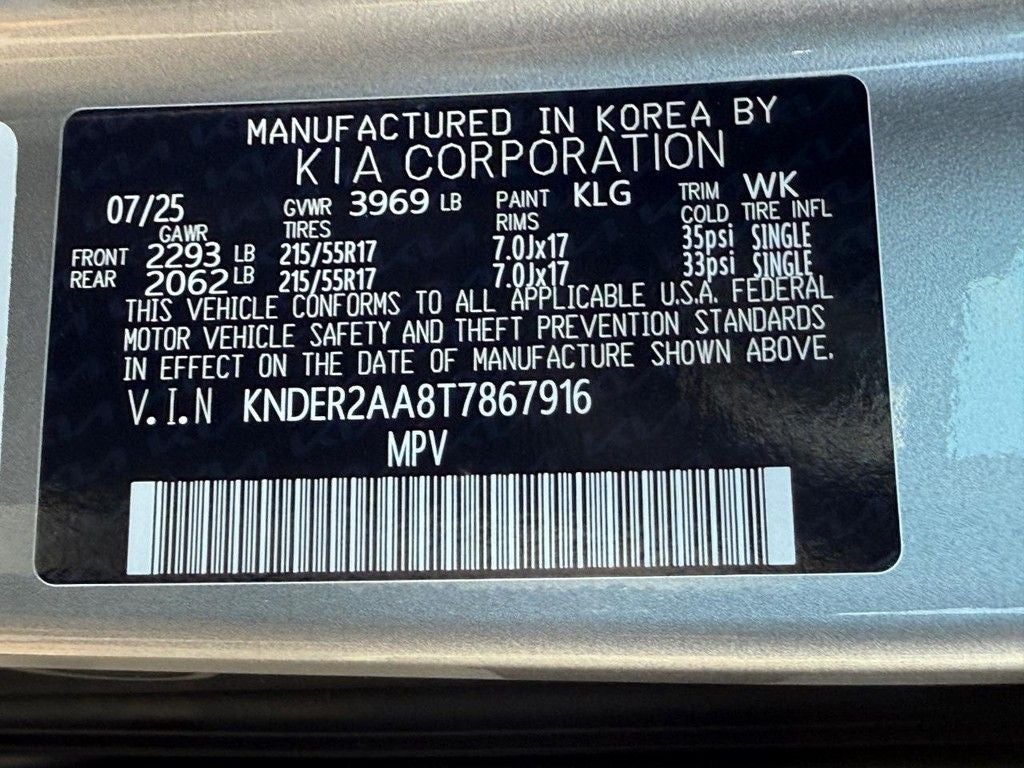 MANUFACTURED IN KOREA BY
KIA CORPORATION
07/25 GVWR 3969 LB PAINT KLG TRIM WK
GAWR TIRES RIMS COLD TIRE INFL
FRONT 2293 LB 215/55R17 7.0Jx17 35psi SINGLE
REAR 2062 LB 215/55R17 7.0Jx17 33psi SINGLE
THIS VEHICLE CONFORMS TO ALL APPLICABLE U.S.A. FEDERAL
MOTOR VEHICLE SAFETY AND THEFT PREVENTION STANDARDS
IN EFFECT ON THE DATE OF MANUFACTURE SHOWN ABOVE.
V.I.N KNDER2AA8T7867916
MPV